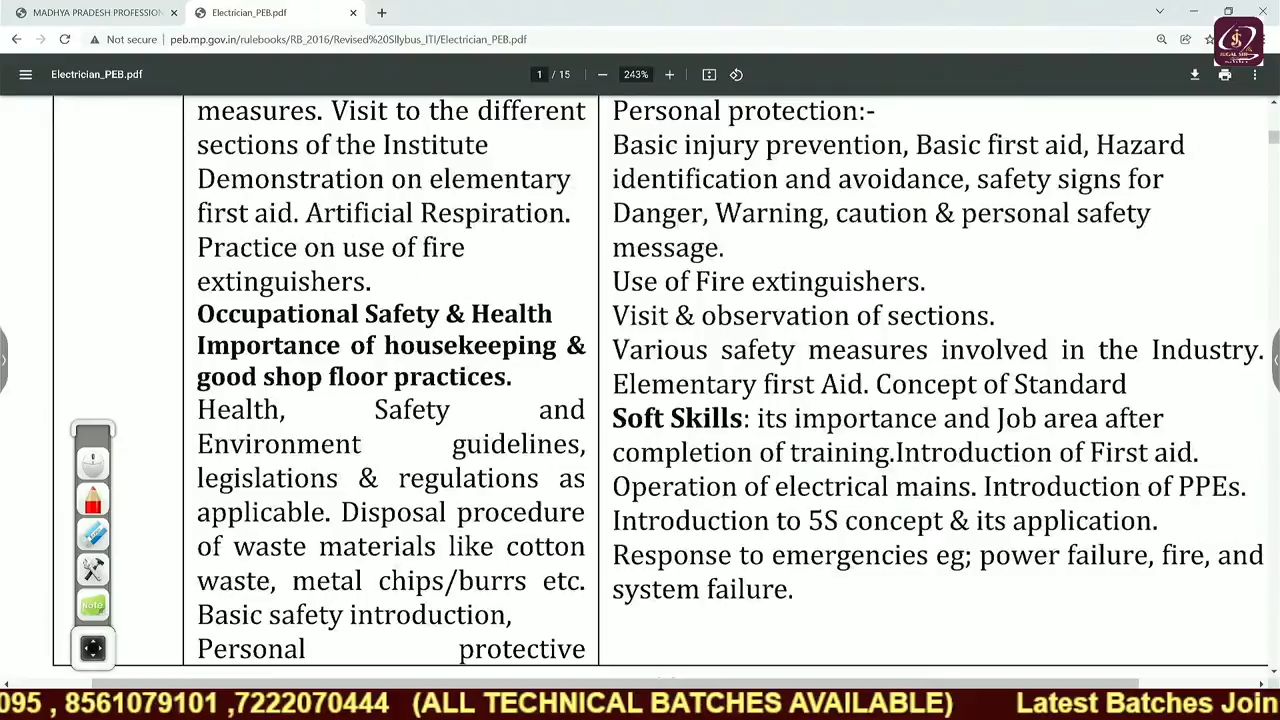 MADHYA PRADESH PROFESSION
Electrician_PEB.pdf
Not secure
peb.mp.gov.in/rulebooks/RB_2016/Revised%20Sllybus_ITI/Electrician_PEB.pdf
Electrician_PEB.pdf
1 / 15
243%
measures. Visit to the different
sections of the Institute
Demonstration on elementary
first aid. Artificial Respiration.
Practice on use of fire
extinguishers.
Occupational Safety & Health
Importance of housekeeping &
good shop floor practices.
Health, Safety and
Environment guidelines,
legislations & regulations as
applicable. Disposal procedure
of waste materials like cotton
waste, metal chips/burrs etc.
Basic safety introduction,
Personal protective
Personal protection:-
Basic injury prevention, Basic first aid, Hazard
identification and avoidance, safety signs for
Danger, Warning, caution & personal safety
message.
Use of Fire extinguishers.
Visit & observation of sections.
Various safety measures involved in the Industry.
Elementary first Aid. Concept of Standard
Soft Skills: its importance and Job area after
completion of training.Introduction of First aid.
Operation of electrical mains. Introduction of PPEs.
Introduction to 5S concept & its application.
Response to emergencies eg; power failure, fire, and
system failure.
Note
095 , 8561079101 ,7222070444 (ALL TECHNICAL BATCHES AVAILABLE) Latest Batches Join